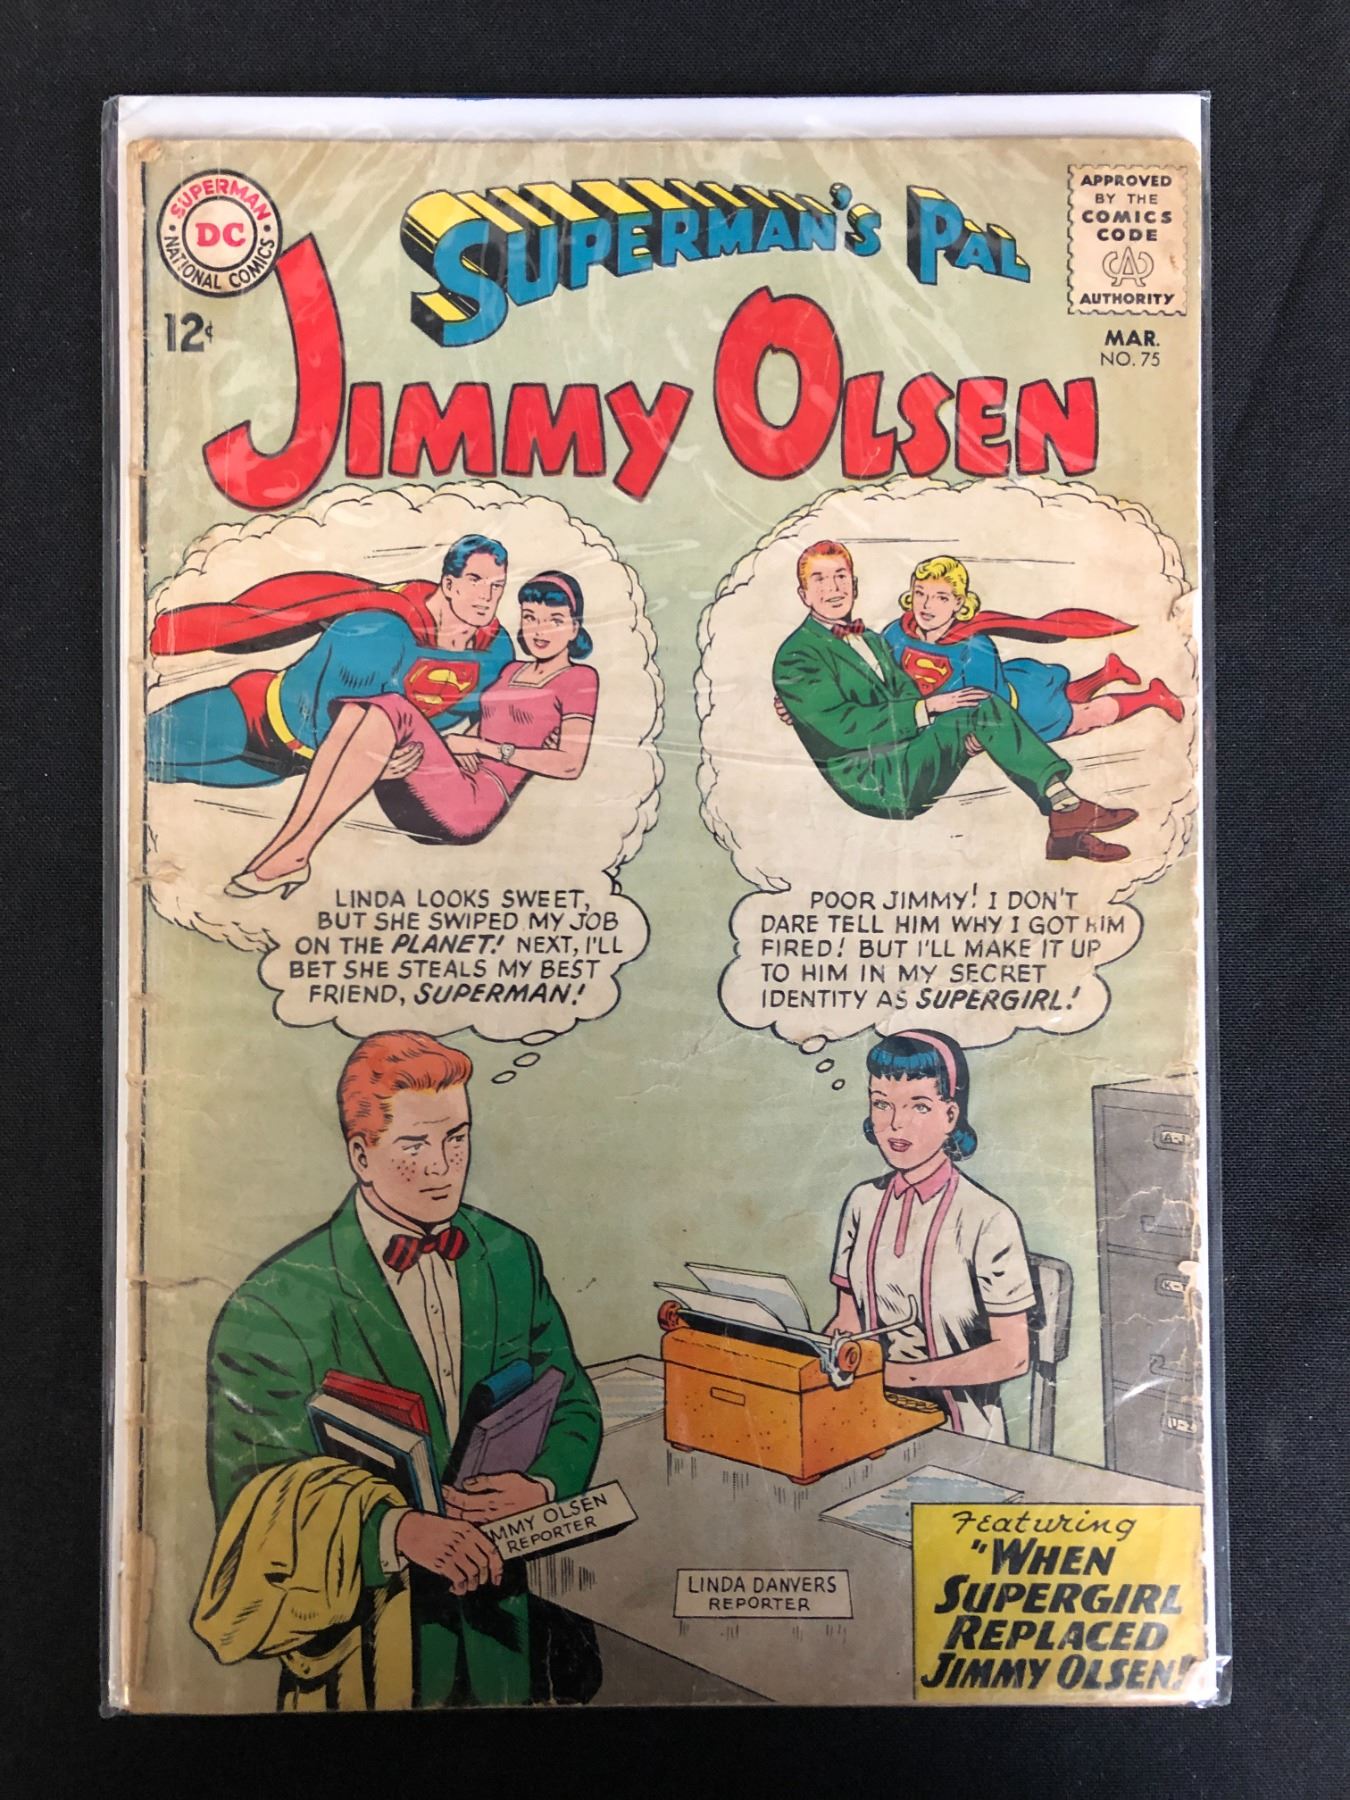 SUPERMAN
DC
NATIONAL COMICS
12¢
SUPERMAN'S PAL
JIMMY OLSEN
APPROVED
BY THE
COMICS
CODE
CA
AUTHORITY
MAR.
NO. 75
LINDA LOOKS SWEET,
BUT SHE SWIPED MY JOB
ON THE PLANET! NEXT, I'LL
BET SHE STEALS MY BEST
FRIEND, SUPERMAN!
POOR JIMMY! I DON'T
DARE TELL HIM WHY I GOT HIM
FIRED! BUT I'LL MAKE IT UP
TO HIM IN MY SECRET
IDENTITY AS SUPERGIRL!
A-J
U-Z
MMY OLSEN
REPORTER
LINDA DANVERS
REPORTER
Featuring
"WHEN
SUPERGIRL
REPLACED
JIMMY OLSEN!